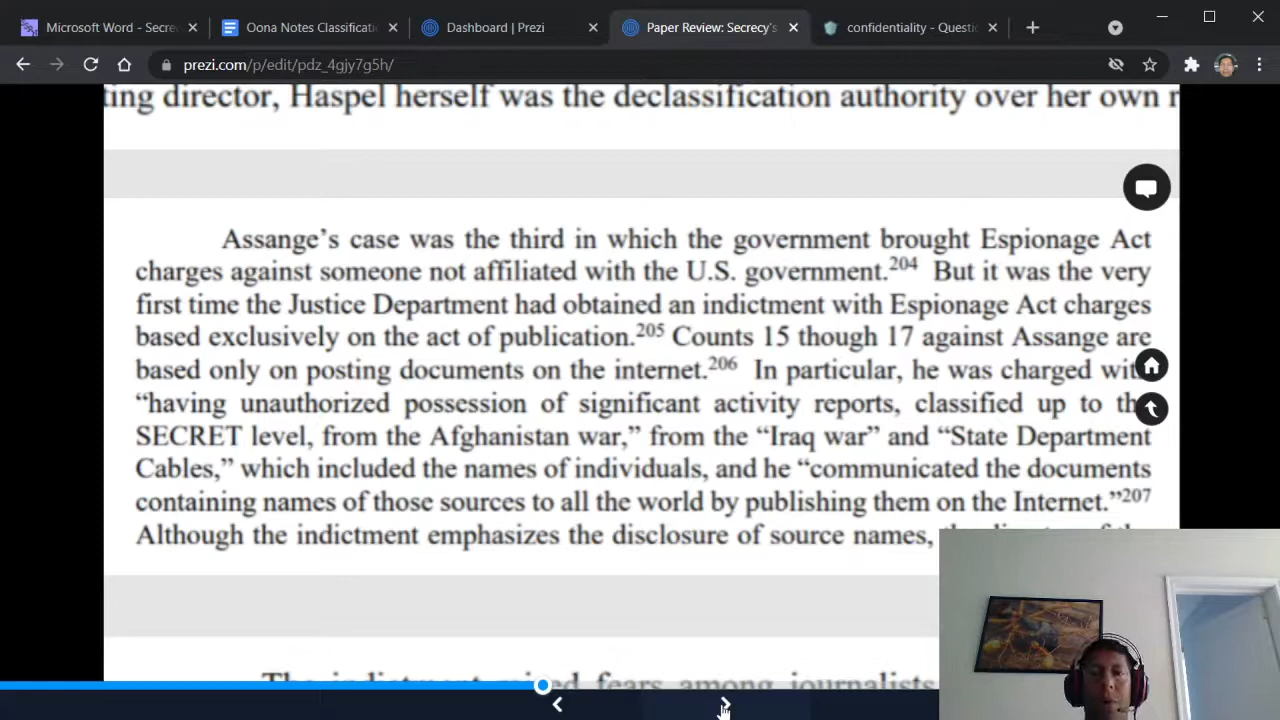 Microsoft Word - Secre
Oona Notes Classificati
Dashboard | Prezi
Paper Review: Secrecy's
confidentiality - Questi
prezi.com/p/edit/pdz_4gjy7g5h/
ting director, Haspel herself was the declassification authority over her own r
Assange's case was the third in which the government brought Espionage Act
charges against someone not affiliated with the U.S. government.204 But it was the very
first time the Justice Department had obtained an indictment with Espionage Act charges
based exclusively on the act of publication.205 Counts 15 though 17 against Assange are
based only on posting documents on the internet.206 In particular, he was charged with
“having unauthorized possession of significant activity reports, classified up to the
SECRET level, from the Afghanistan war,” from the “Iraq war” and “State Department
Cables,” which included the names of individuals, and he “communicated the documents
containing names of those sources to all the world by publishing them on the Internet.”207
Although the indictment emphasizes the disclosure of source names,
The indictment raised fears among journalists